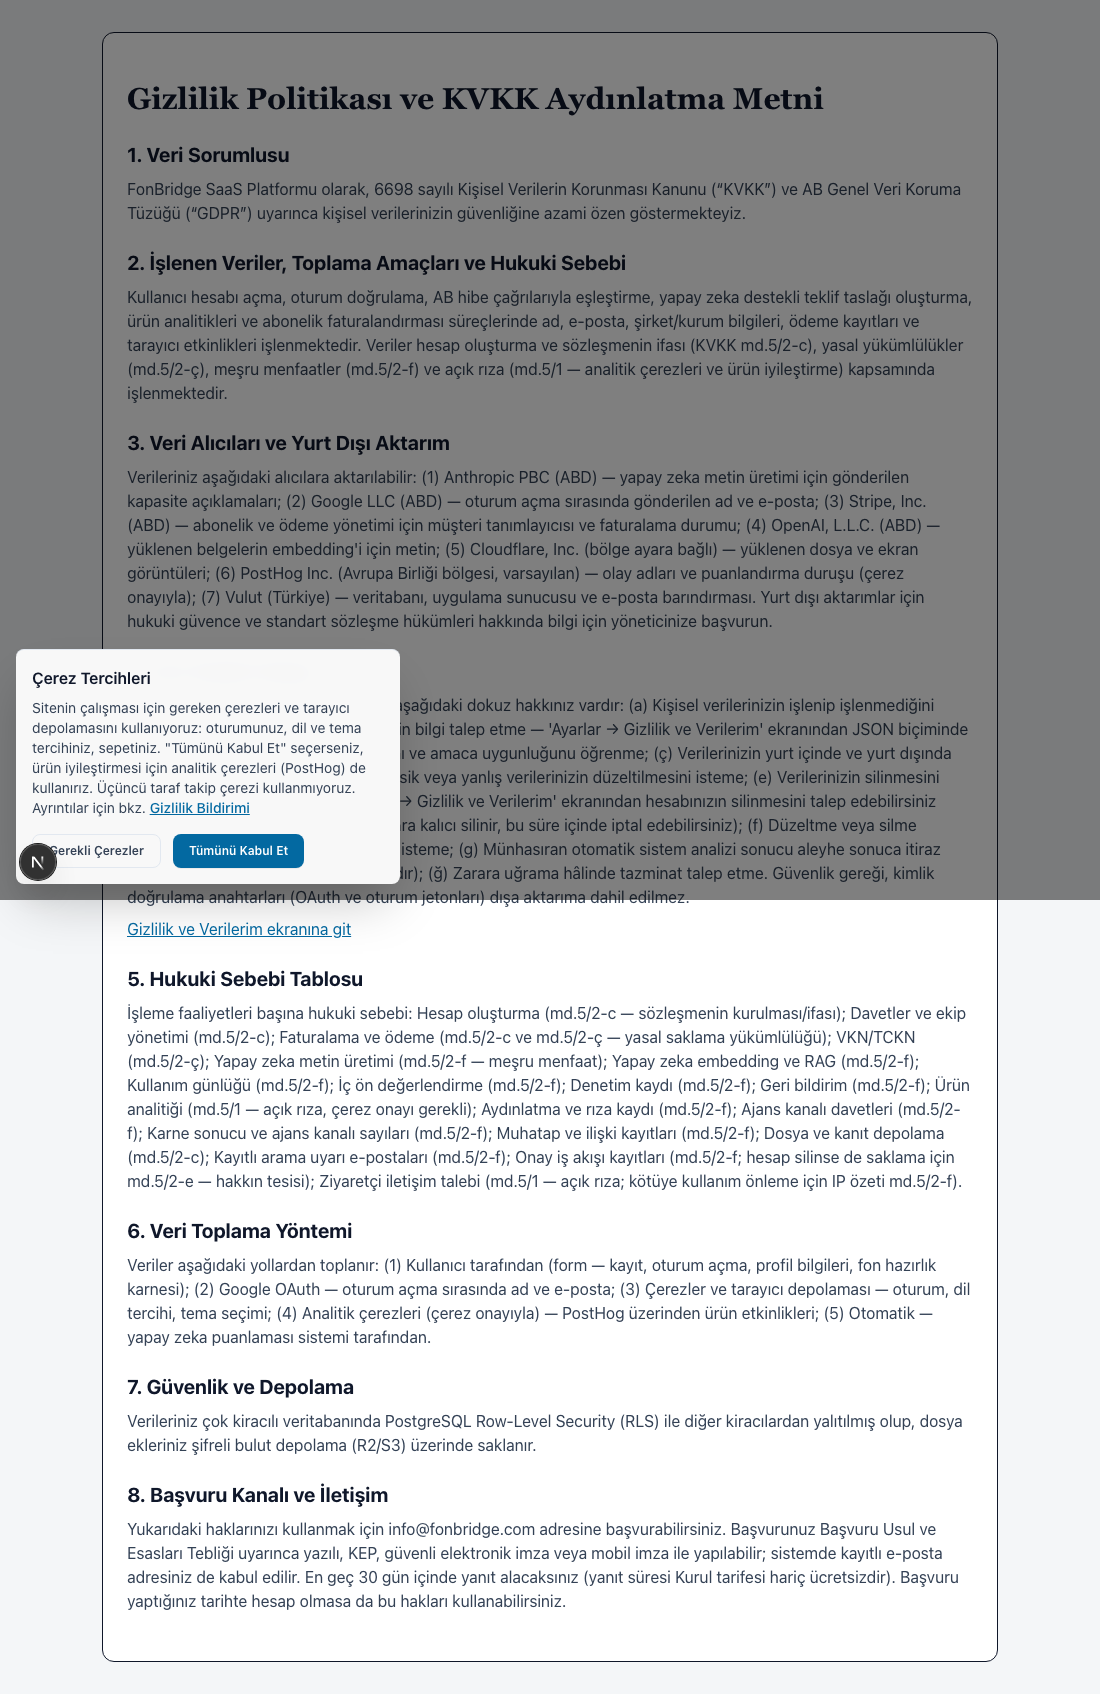 Gizlilik Politikası ve KVKK Aydınlatma Metni
1. Veri Sorumlusu
FonBridge SaaS Platformu olarak, 6698 sayılı Kişisel Verilerin Korunması Kanunu (“KVKK”) ve AB Genel Veri Koruma
Tüzüğü (“GDPR”) uyarınca kişisel verilerinizin güvenliğine azami özen göstermekteyiz.
2. İşlenen Veriler, Toplama Amaçları ve Hukuki Sebebi
Kullanıcı hesabı açma, oturum doğrulama, AB hibe çağrılarıyla eşleştirme, yapay zeka destekli teklif taslağı oluşturma,
ürün analitikleri ve abonelik faturalandırması süreçlerinde ad, e-posta, şirket/kurum bilgileri, ödeme kayıtları ve
tarayıcı etkinlikleri işlenmektedir. Veriler hesap oluşturma ve sözleşmenin ifası (KVKK md.5/2-c), yasal yükümlülükler
(md.5/2-ç), meşru menfaatler (md.5/2-f) ve açık rıza (md.5/1 — analitik çerezleri ve ürün iyileştirme) kapsamında
işlenmektedir.
3. Veri Alıcıları ve Yurt Dışı Aktarım
Verileriniz aşağıdaki alıcılara aktarılabilir: (1) Anthropic PBC (ABD) — yapay zeka metin üretimi için gönderilen
kapasite açıklamaları; (2) Google LLC (ABD) — oturum açma sırasında gönderilen ad ve e-posta; (3) Stripe, Inc.
(ABD) — abonelik ve ödeme yönetimi için müşteri tanımlayıcısı ve faturalama durumu; (4) OpenAI, L.L.C. (ABD) —
yüklenen belgelerin embedding'i için metin; (5) Cloudflare, Inc. (bölge ayara bağlı) — yüklenen dosya ve ekran
görüntüleri; (6) PostHog Inc. (Avrupa Birliği bölgesi, varsayılan) — olay adları ve puanlandırma duruşu (çerez
onayıyla); (7) Vulut (Türkiye) — veritabanı, uygulama sunucusu ve e-posta barındırması. Yurt dışı aktarımlar için
hukuki güvence ve standart sözleşme hükümleri hakkında bilgi için yöneticinize başvurun.
aşağıdaki dokuz hakkınız vardır: (a) Kişisel verilerinizin işlenip işlenmediğini
bilgi talep etme — 'Ayarlar → Gizlilik ve Verilerim' ekranından JSON biçiminde
ve amaca uygunluğunu öğrenme; (ç) Verilerinizin yurt içinde ve yurt dışında
veya yanlış verilerinizin düzeltilmesini isteme; (e) Verilerinizin silinmesini
→ Gizlilik ve Verilerim' ekranından hesabınızın silinmesini talep edebilirsiniz
kalıcı silinir, bu süre içinde iptal edebilirsiniz); (f) Düzeltme veya silme
isteme; (g) Münhasıran otomatik sistem analizi sonucu aleyhe sonuca itiraz
(ğ) Zarara uğrama hâlinde tazminat talep etme. Güvenlik gereği, kimlik
doğrulama anahtarları (OAuth ve oturum jetonları) dışa aktarıma dahil edilmez.
Çerez Tercihleri
Sitenin çalışması için gereken çerezleri ve tarayıcı
depolamasını kullanıyoruz: oturumunuz, dil ve tema
tercihiniz, sepetiniz. "Tümünü Kabul Et" seçerseniz,
ürün iyileştirmesi için analitik çerezleri (PostHog) de
kullanırız. Üçüncü taraf takip çerezi kullanmıyoruz.
Ayrıntılar için bkz. Gizlilik Bildirimi
Gerekli Çerezler
Tümünü Kabul Et
N
Gizlilik ve Verilerim ekranına git
5. Hukuki Sebebi Tablosu
İşleme faaliyetleri başına hukuki sebebi: Hesap oluşturma (md.5/2-c — sözleşmenin kurulması/ifası); Davetler ve ekip
yönetimi (md.5/2-c); Faturalama ve ödeme (md.5/2-c ve md.5/2-ç — yasal saklama yükümlülüğü); VKN/TCKN
(md.5/2-ç); Yapay zeka metin üretimi (md.5/2-f — meşru menfaat); Yapay zeka embedding ve RAG (md.5/2-f);
Kullanım günlüğü (md.5/2-f); İç ön değerlendirme (md.5/2-f); Denetim kaydı (md.5/2-f); Geri bildirim (md.5/2-f); Ürün
analitiği (md.5/1 — açık rıza, çerez onayı gerekli); Aydınlatma ve rıza kaydı (md.5/2-f); Ajans kanalı davetleri (md.5/2-
f); Karne sonucu ve ajans kanalı sayıları (md.5/2-f); Muhatap ve ilişki kayıtları (md.5/2-f); Dosya ve kanıt depolama
(md.5/2-c); Kayıtlı arama uyarı e-postaları (md.5/2-f); Onay iş akışı kayıtları (md.5/2-f; hesap silinse de saklama için
md.5/2-e — hakkın tesisi); Ziyaretçi iletişim talebi (md.5/1 — açık rıza; kötüye kullanım önleme için IP özeti md.5/2-f).
6. Veri Toplama Yöntemi
Veriler aşağıdaki yollardan toplanır: (1) Kullanıcı tarafından (form — kayıt, oturum açma, profil bilgileri, fon hazırlık
karnesi); (2) Google OAuth — oturum açma sırasında ad ve e-posta; (3) Çerezler ve tarayıcı depolaması — oturum, dil
tercihi, tema seçimi; (4) Analitik çerezleri (çerez onayıyla) — PostHog üzerinden ürün etkinlikleri; (5) Otomatik —
yapay zeka puanlaması sistemi tarafından.
7. Güvenlik ve Depolama
Verileriniz çok kiracılı veritabanında PostgreSQL Row-Level Security (RLS) ile diğer kiracılardan yalıtılmış olup, dosya
ekleriniz şifreli bulut depolama (R2/S3) üzerinde saklanır.
8. Başvuru Kanalı ve İletişim
Yukarıdaki haklarınızı kullanmak için info@fonbridge.com adresine başvurabilirsiniz. Başvurunuz Başvuru Usul ve
Esasları Tebliği uyarınca yazılı, KEP, güvenli elektronik imza veya mobil imza ile yapılabilir; sistemde kayıtlı e-posta
adresiniz de kabul edilir. En geç 30 gün içinde yanıt alacaksınız (yanıt süresi Kurul tarifesi hariç ücretsizdir). Başvuru
yaptığınız tarihte hesap olmasa da bu hakları kullanabilirsiniz.